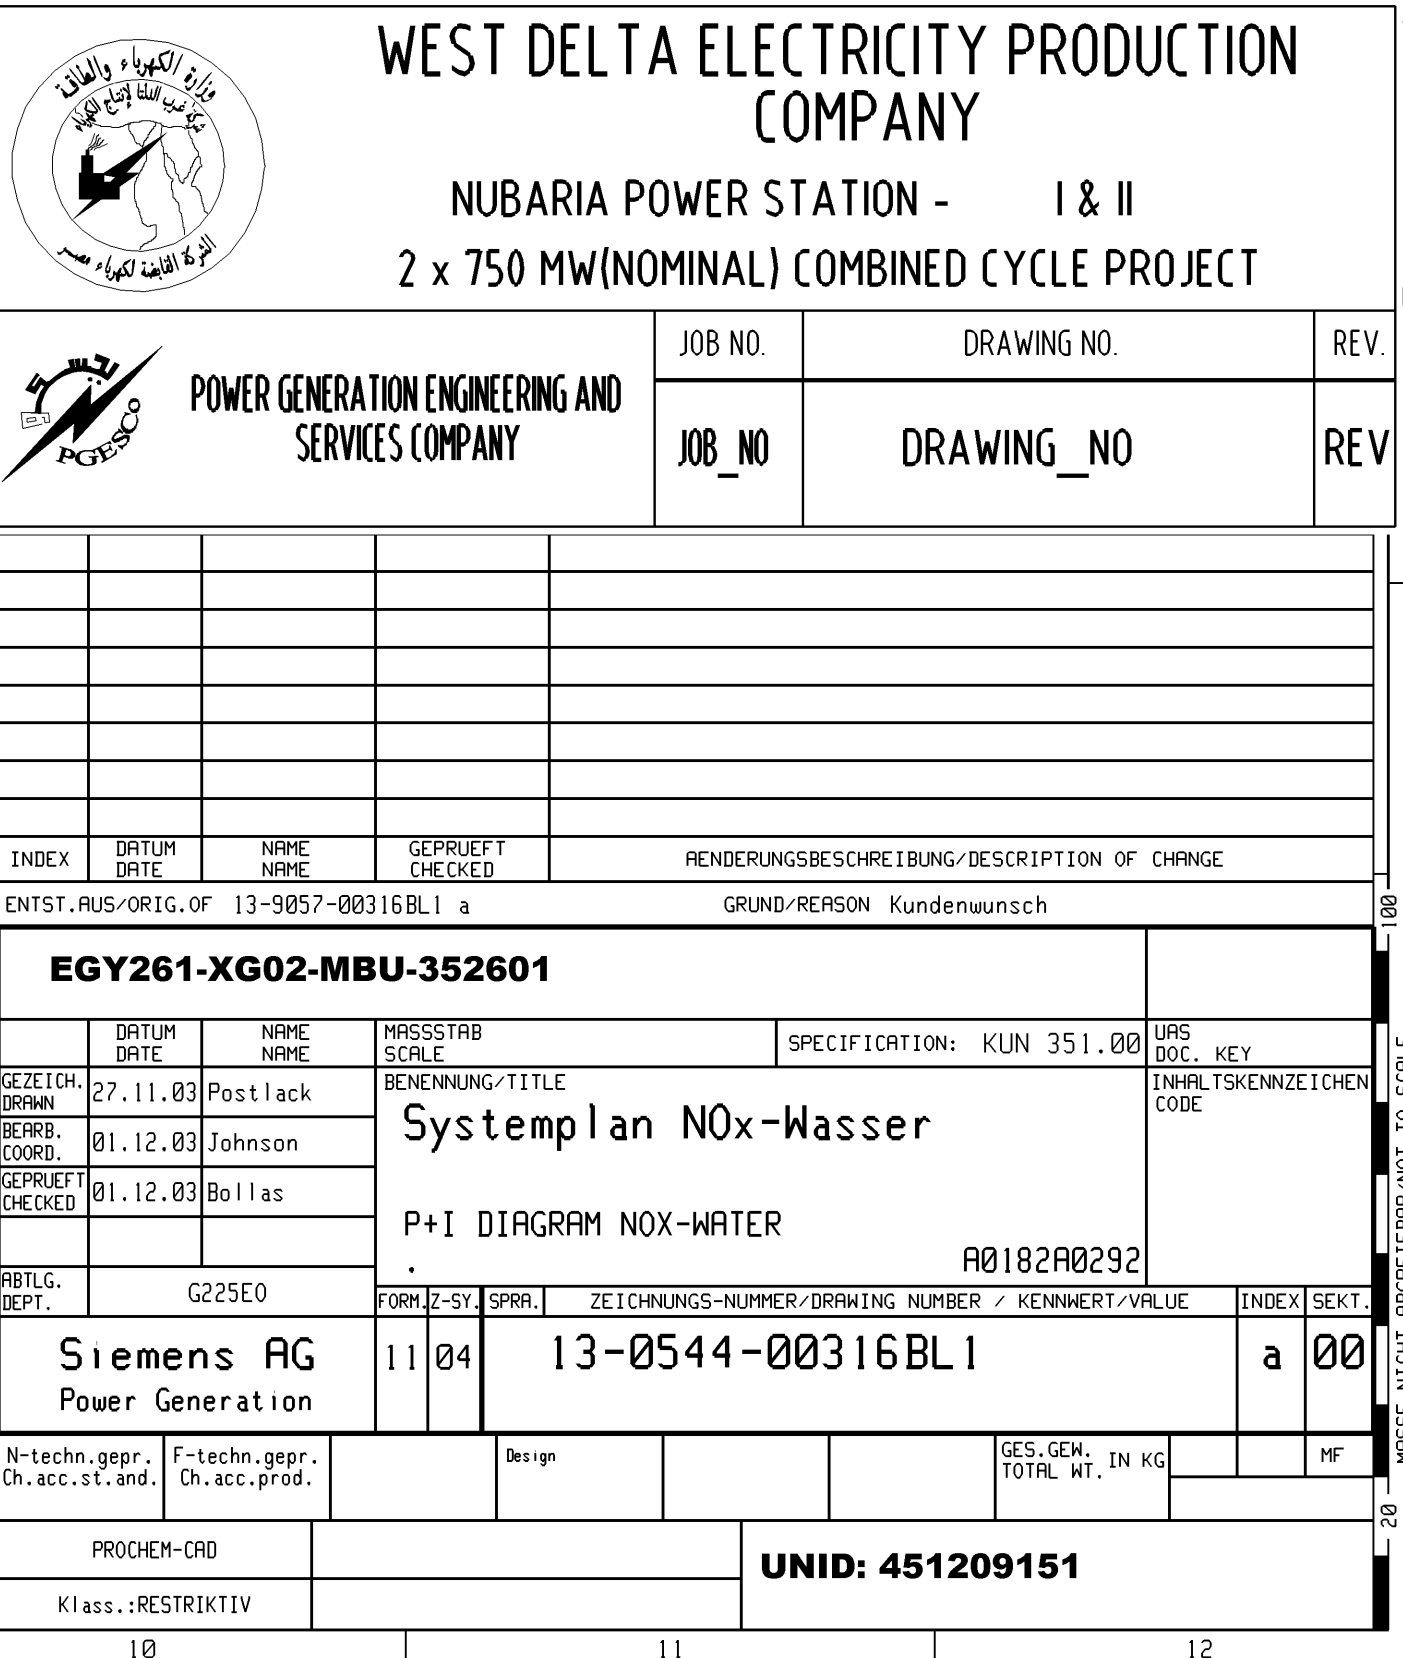 وزارة الكهرباء والطاقة
شركة غرب الدلتا لإنتاج الكهرباء
الشركة القابضة لكهرباء مصر
WEST DELTA ELECTRICITY PRODUCTION
COMPANY
NUBARIA POWER STATION - I & II
2 x 750 MW(NOMINAL) COMBINED CYCLE PROJECT
PGESCo
POWER GENERATION ENGINEERING AND
SERVICES COMPANY
JOB NO. DRAWING NO. REV.
JOB_NO DRAWING_NO REV
INDEX DATUM DATE NAME NAME GEPRUEFT CHECKED AENDERUNGSBESCHREIBUNG/DESCRIPTION OF CHANGE
ENTST.AUS/ORIG.OF 13-9057-00316BL1 a GRUND/REASON Kundenwunsch
EGY261-XG02-MBU-352601
DATUM DATE NAME NAME MASSSTAB SCALE SPECIFICATION: KUN 351.00 UAS DOC. KEY
GEZEICH. DRAWN 27.11.03 Postlack
BEARB. COORD. 01.12.03 Johnson
GEPRUEFT CHECKED 01.12.03 Bollas
BENENNUNG/TITLE
Systemplan NOx-Wasser
P+I DIAGRAM NOX-WATER
.
A0182A0292
INHALTSKENNZEICHEN
CODE
ABTLG. DEPT. G225E0
FORM. Z-SY. SPRA. ZEICHNUNGS-NUMMER/DRAWING NUMBER / KENNWERT/VALUE INDEX SEKT.
Siemens AG
Power Generation
11 04 13-0544-00316BL1 a 00
N-techn.gepr. F-techn.gepr. Design GES.GEW. IN KG MF
Ch.acc.st.and. Ch.acc.prod. TOTAL WT.
PROCHEM-CAD
Klass.:RESTRIKTIV
UNID: 451209151
10 11 12
100
20